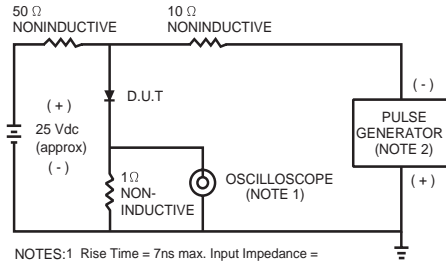 50 Ω
NONINDUCTIVE
10 Ω
NONINDUCTIVE
D.U.T
( + )
25 Vdc
(approx)
( - )
1Ω
NON-
INDUCTIVE
OSCILLOSCOPE
(NOTE 1)
( - )
PULSE
GENERATOR
(NOTE 2)
( + )
NOTES:1 Rise Time = 7ns max. Input Impedance =